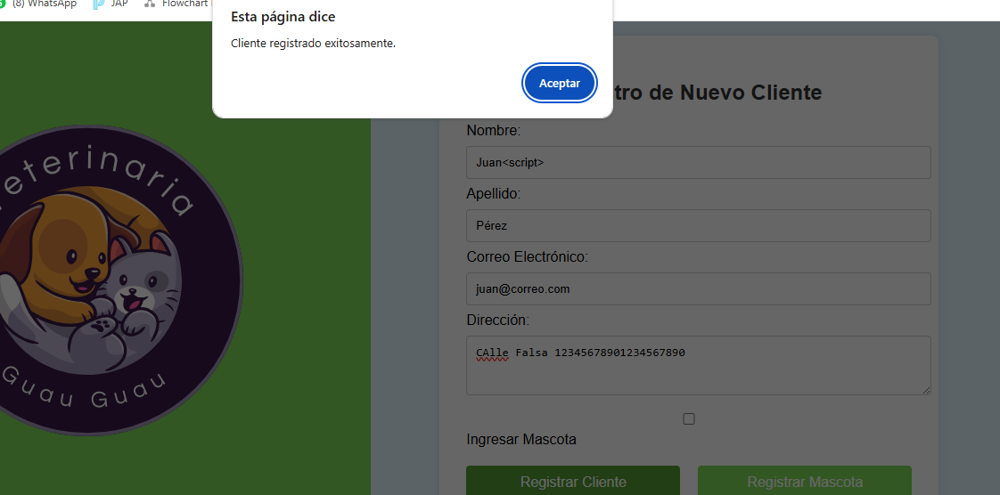 (8) WhatsApp JAP Flowchart
Esta página dice
Cliente registrado exitosamente.
Aceptar
tro de Nuevo Cliente
Nombre:
Juan<script>
Apellido:
Pérez
Correo Electrónico:
juan@correo.com
Dirección:
CAlle Falsa 12345678901234567890
Ingresar Mascota
Registrar Cliente Registrar Mascota
eterinaria
Guau Guau